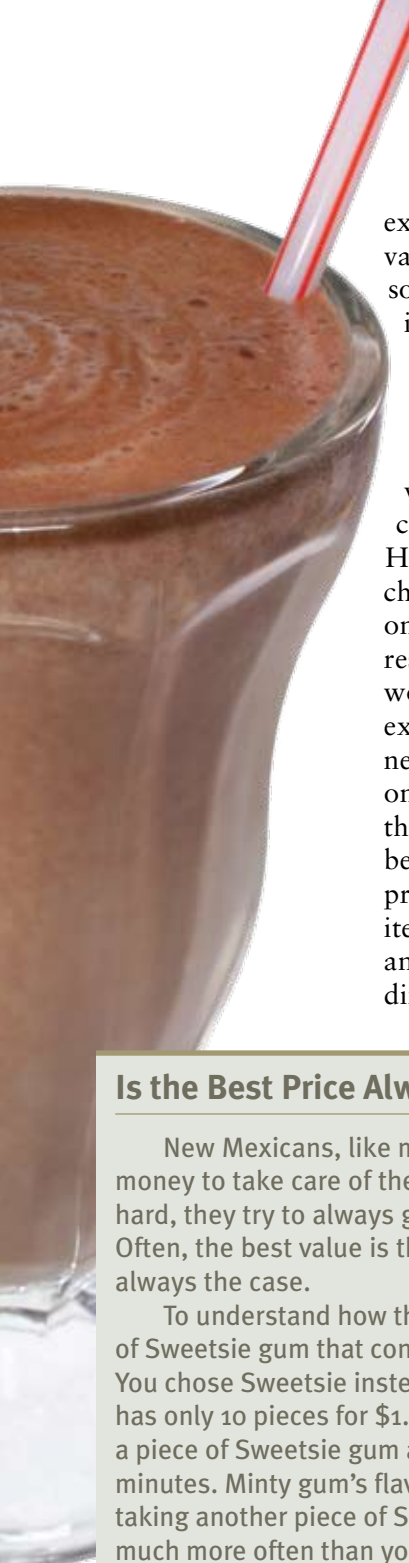 ex
va
so
i
c
H
ch
on
re
wo
ex
ne
on
th
be
pr
ite
an
di
Is the Best Price Alw
New Mexicans, like m
money to take care of the
hard, they try to always g
Often, the best value is th
always the case.
To understand how th
of Sweetsie gum that con
You chose Sweetsie inste
has only 10 pieces for $1.
a piece of Sweetsie gum a
minutes. Minty gum's flav
taking another piece of S
much more often than yo